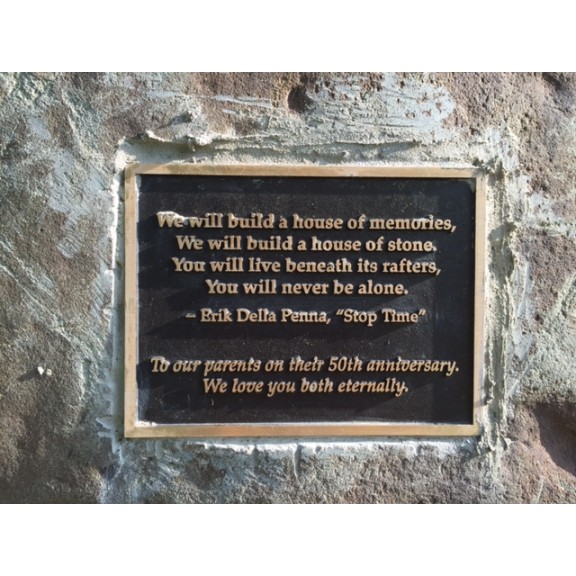 We will build a house of memories,
We will build a house of stone.
You will live beneath its rafters,
You will never be alone.
– Erik Della Penna, “Stop Time”
To our parents on their 50th anniversary.
We love you both eternally.